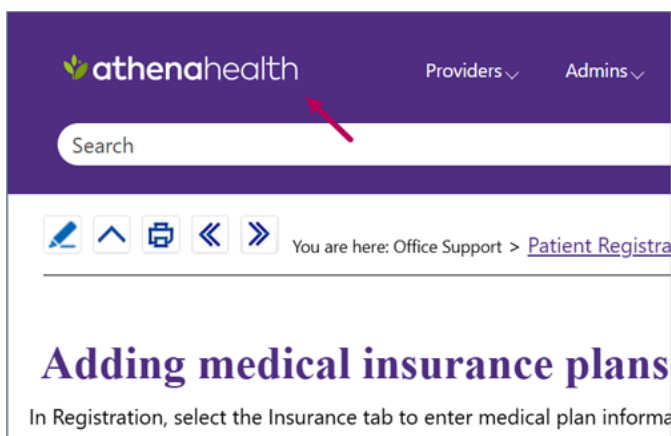 athenahealth
Providers
Admins
Search
You are here: Office Support > Patient Registra
Adding medical insurance plans
In Registration, select the Insurance tab to enter medical plan informa